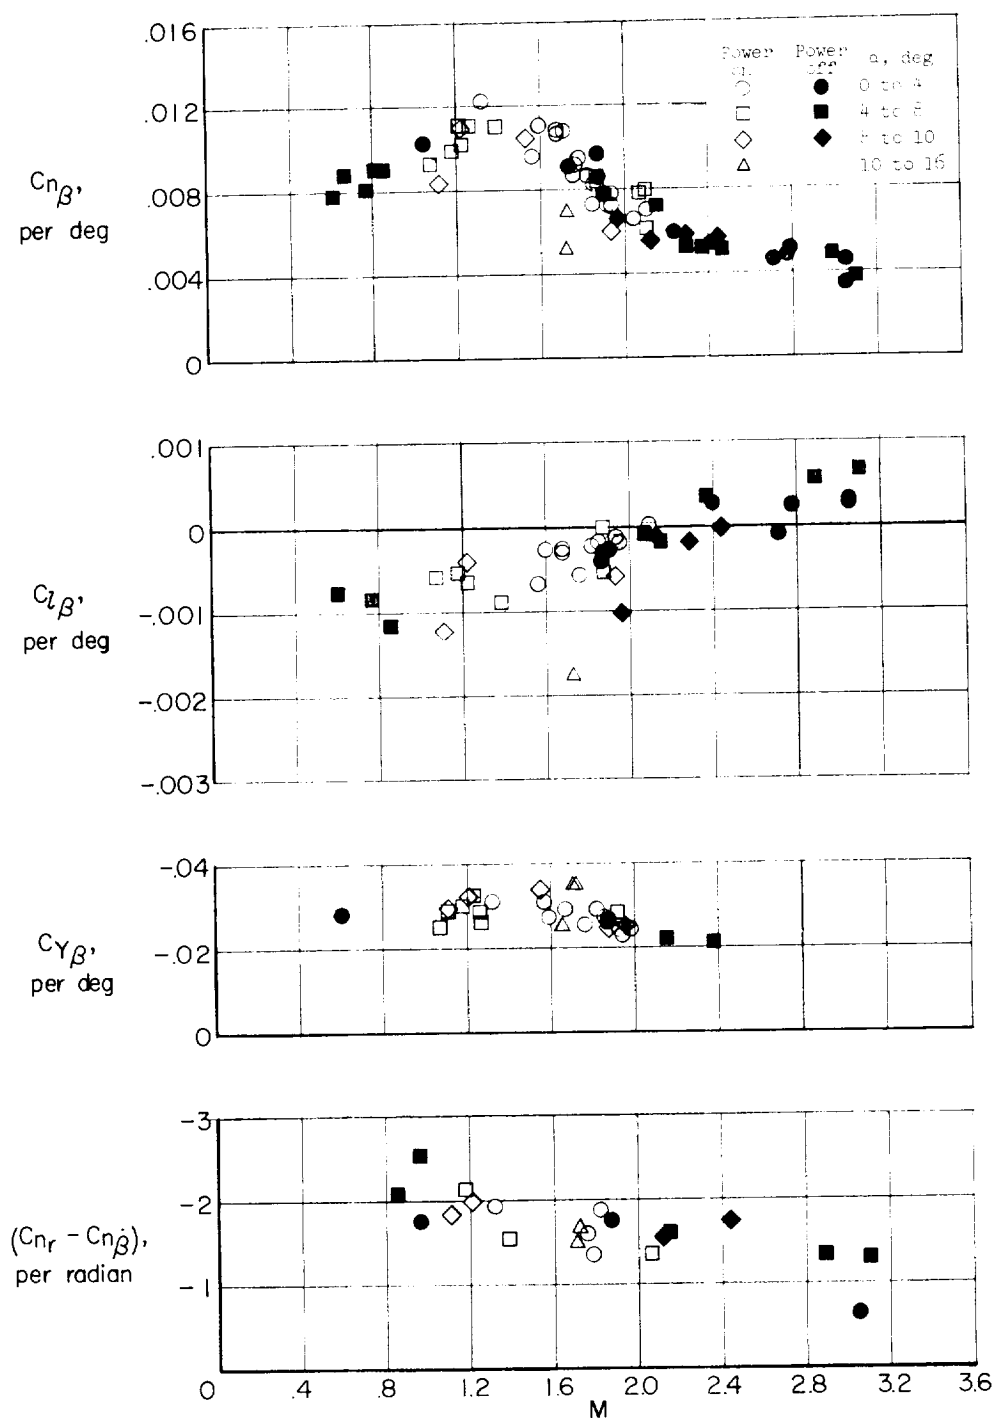 .016
.012
.008
.004
0
Cnβ,
per deg
Power on
Power off
α, deg
0 to 4
4 to 8
8 to 10
10 to 16
.001
0
-.001
-.002
-.003
Clβ,
per deg
-.04
-.02
0
CYβ,
per deg
-3
-2
-1
(Cnr - Cnβ̇),
per radian
0 .4 .8 1.2 1.6 2.0 2.4 2.8 3.2 3.6
M